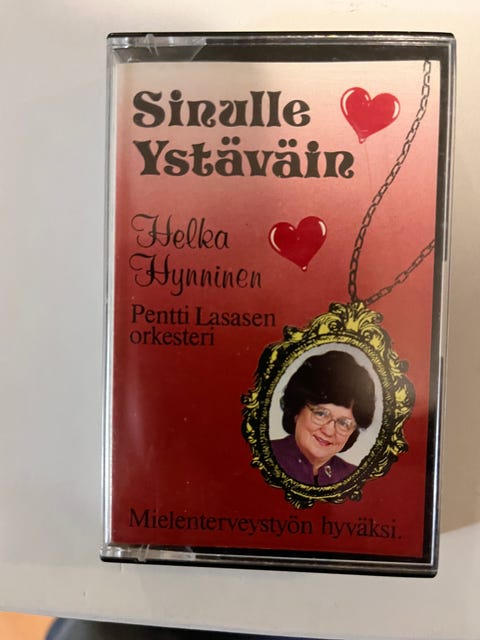 Sinulle
Ystäväin
Helka
Hynninen
Pentti Lasasen
orkesteri
Mielenterveystyön hyväksi.